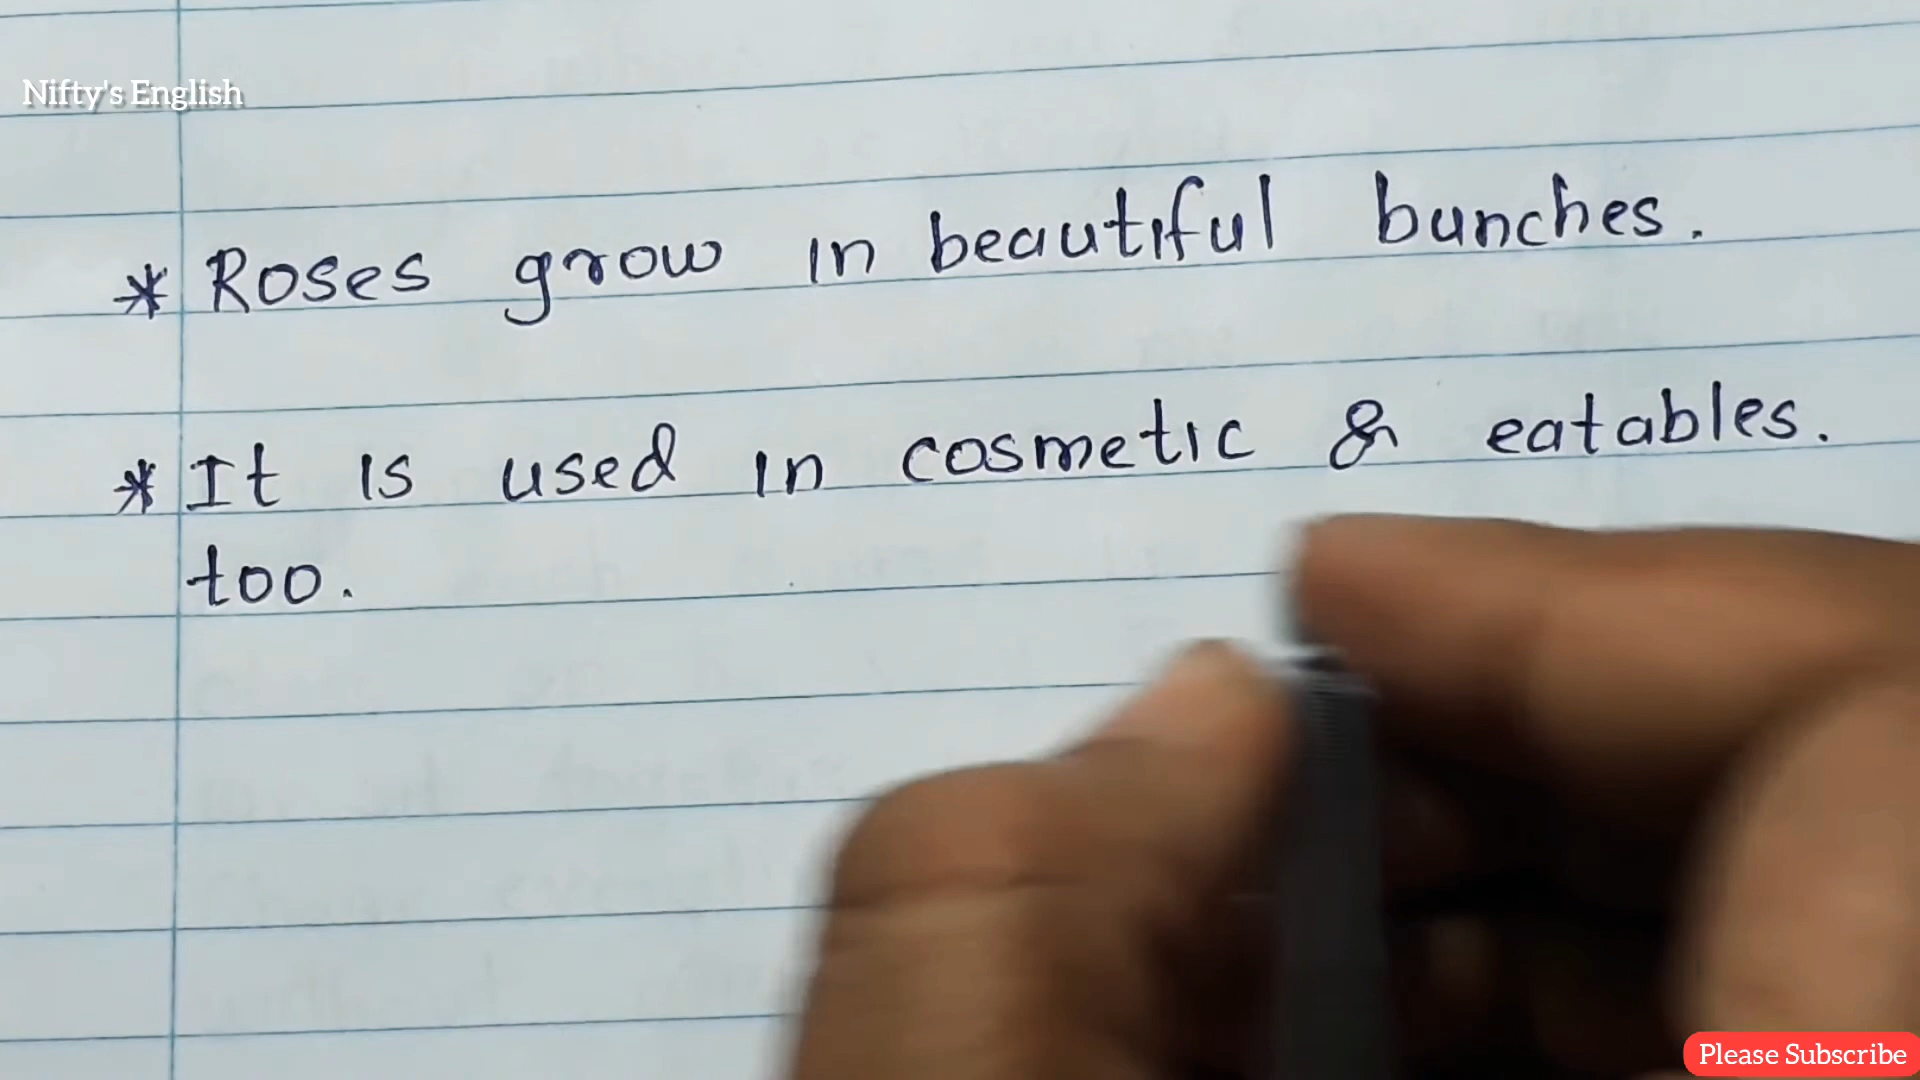 Nifty's English
* Roses grow in beautiful bunches.
* It is used in cosmetic & eatables.
too.
Please Subscribe